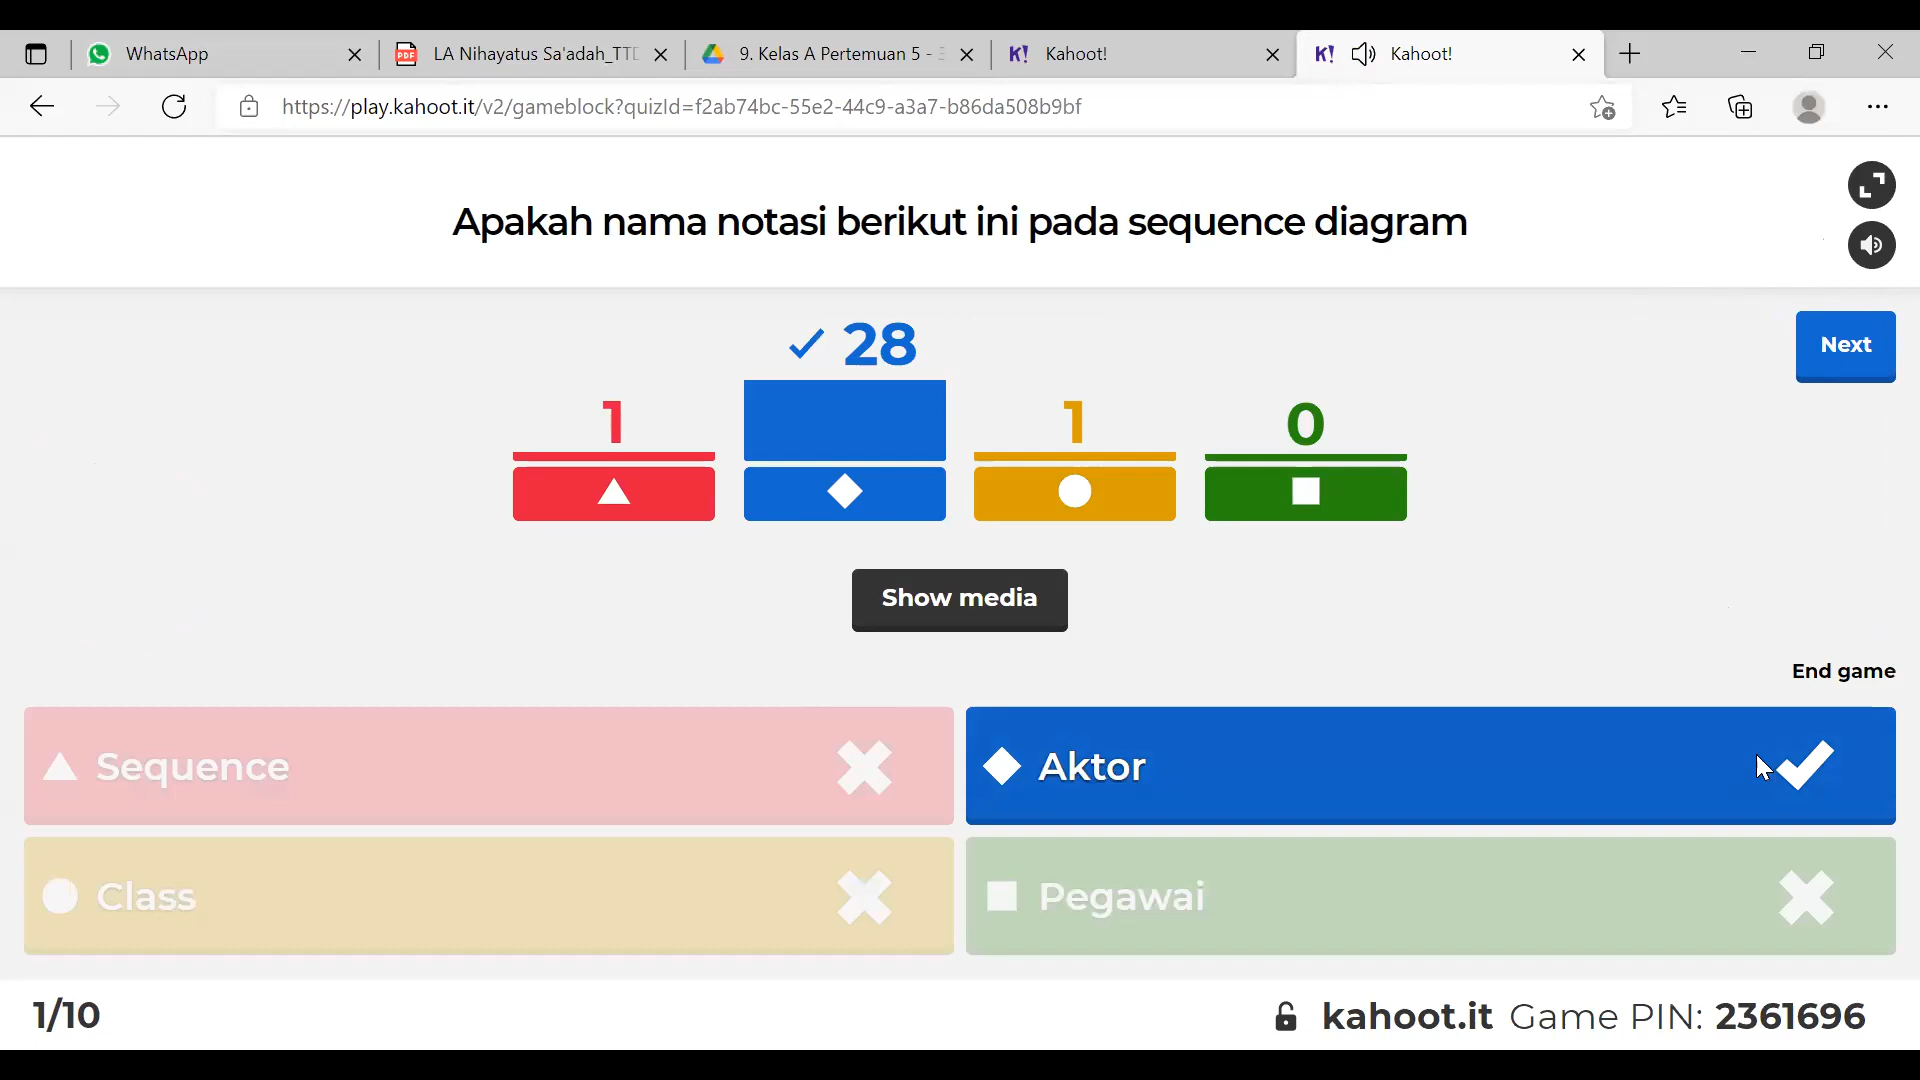 WhatsApp
LA Nihayatus Sa'adah_TTD
9. Kelas A Pertemuan 5 -
K! Kahoot!
K! Kahoot!
https://play.kahoot.it/v2/gameblock?quizId=f2ab74bc-55e2-44c9-a3a7-b86da508b9bf
Apakah nama notasi berikut ini pada sequence diagram
Next
1
28
1
0
Show media
End game
Sequence
Aktor
Class
Pegawai
1/10
kahoot.it Game PIN: 2361696